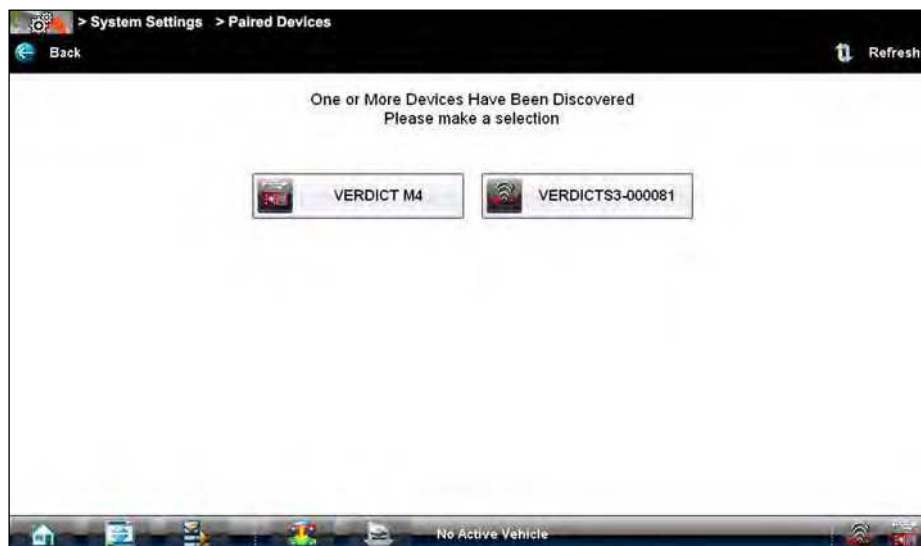 > System Settings > Paired Devices
Back
Refresh
One or More Devices Have Been Discovered
Please make a selection
VERDICT M4
VERDICTS3-000081
No Active Vehicle